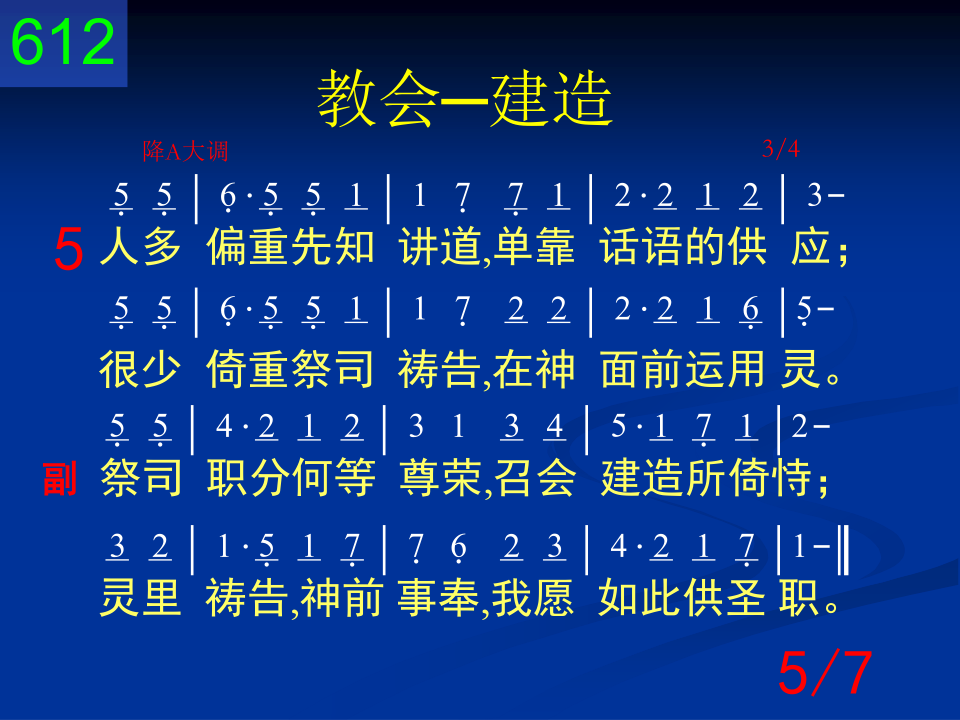 612
教会─建造
降A大调 3/4
5 5 | 6 · 5 5 1 | 1 7 7 1 | 2 · 2 1 2 | 3 -
5 人多 偏重先知 讲道,单靠 话语的供 应；
5 5 | 6 · 5 5 1 | 1 7 2 2 | 2 · 2 1 6 | 5 -
很少 倚重祭司 祷告,在神 面前运用 灵。
5 5 | 4 · 2 1 2 | 3 1 3 4 | 5 · 1 7 1 | 2 -
副 祭司 职分何等 尊荣,召会 建造所倚恃；
3 2 | 1 · 5 1 7 | 7 6 2 3 | 4 · 2 1 7 | 1 - ‖
灵里 祷告,神前 事奉,我愿 如此供圣 职。
5/7